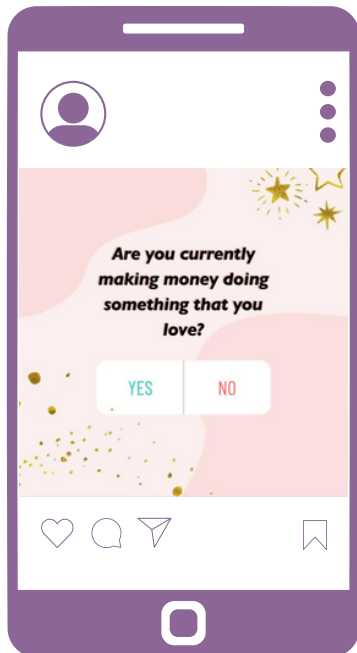 Are you currently
making money doing
something that you
love?
YES NO